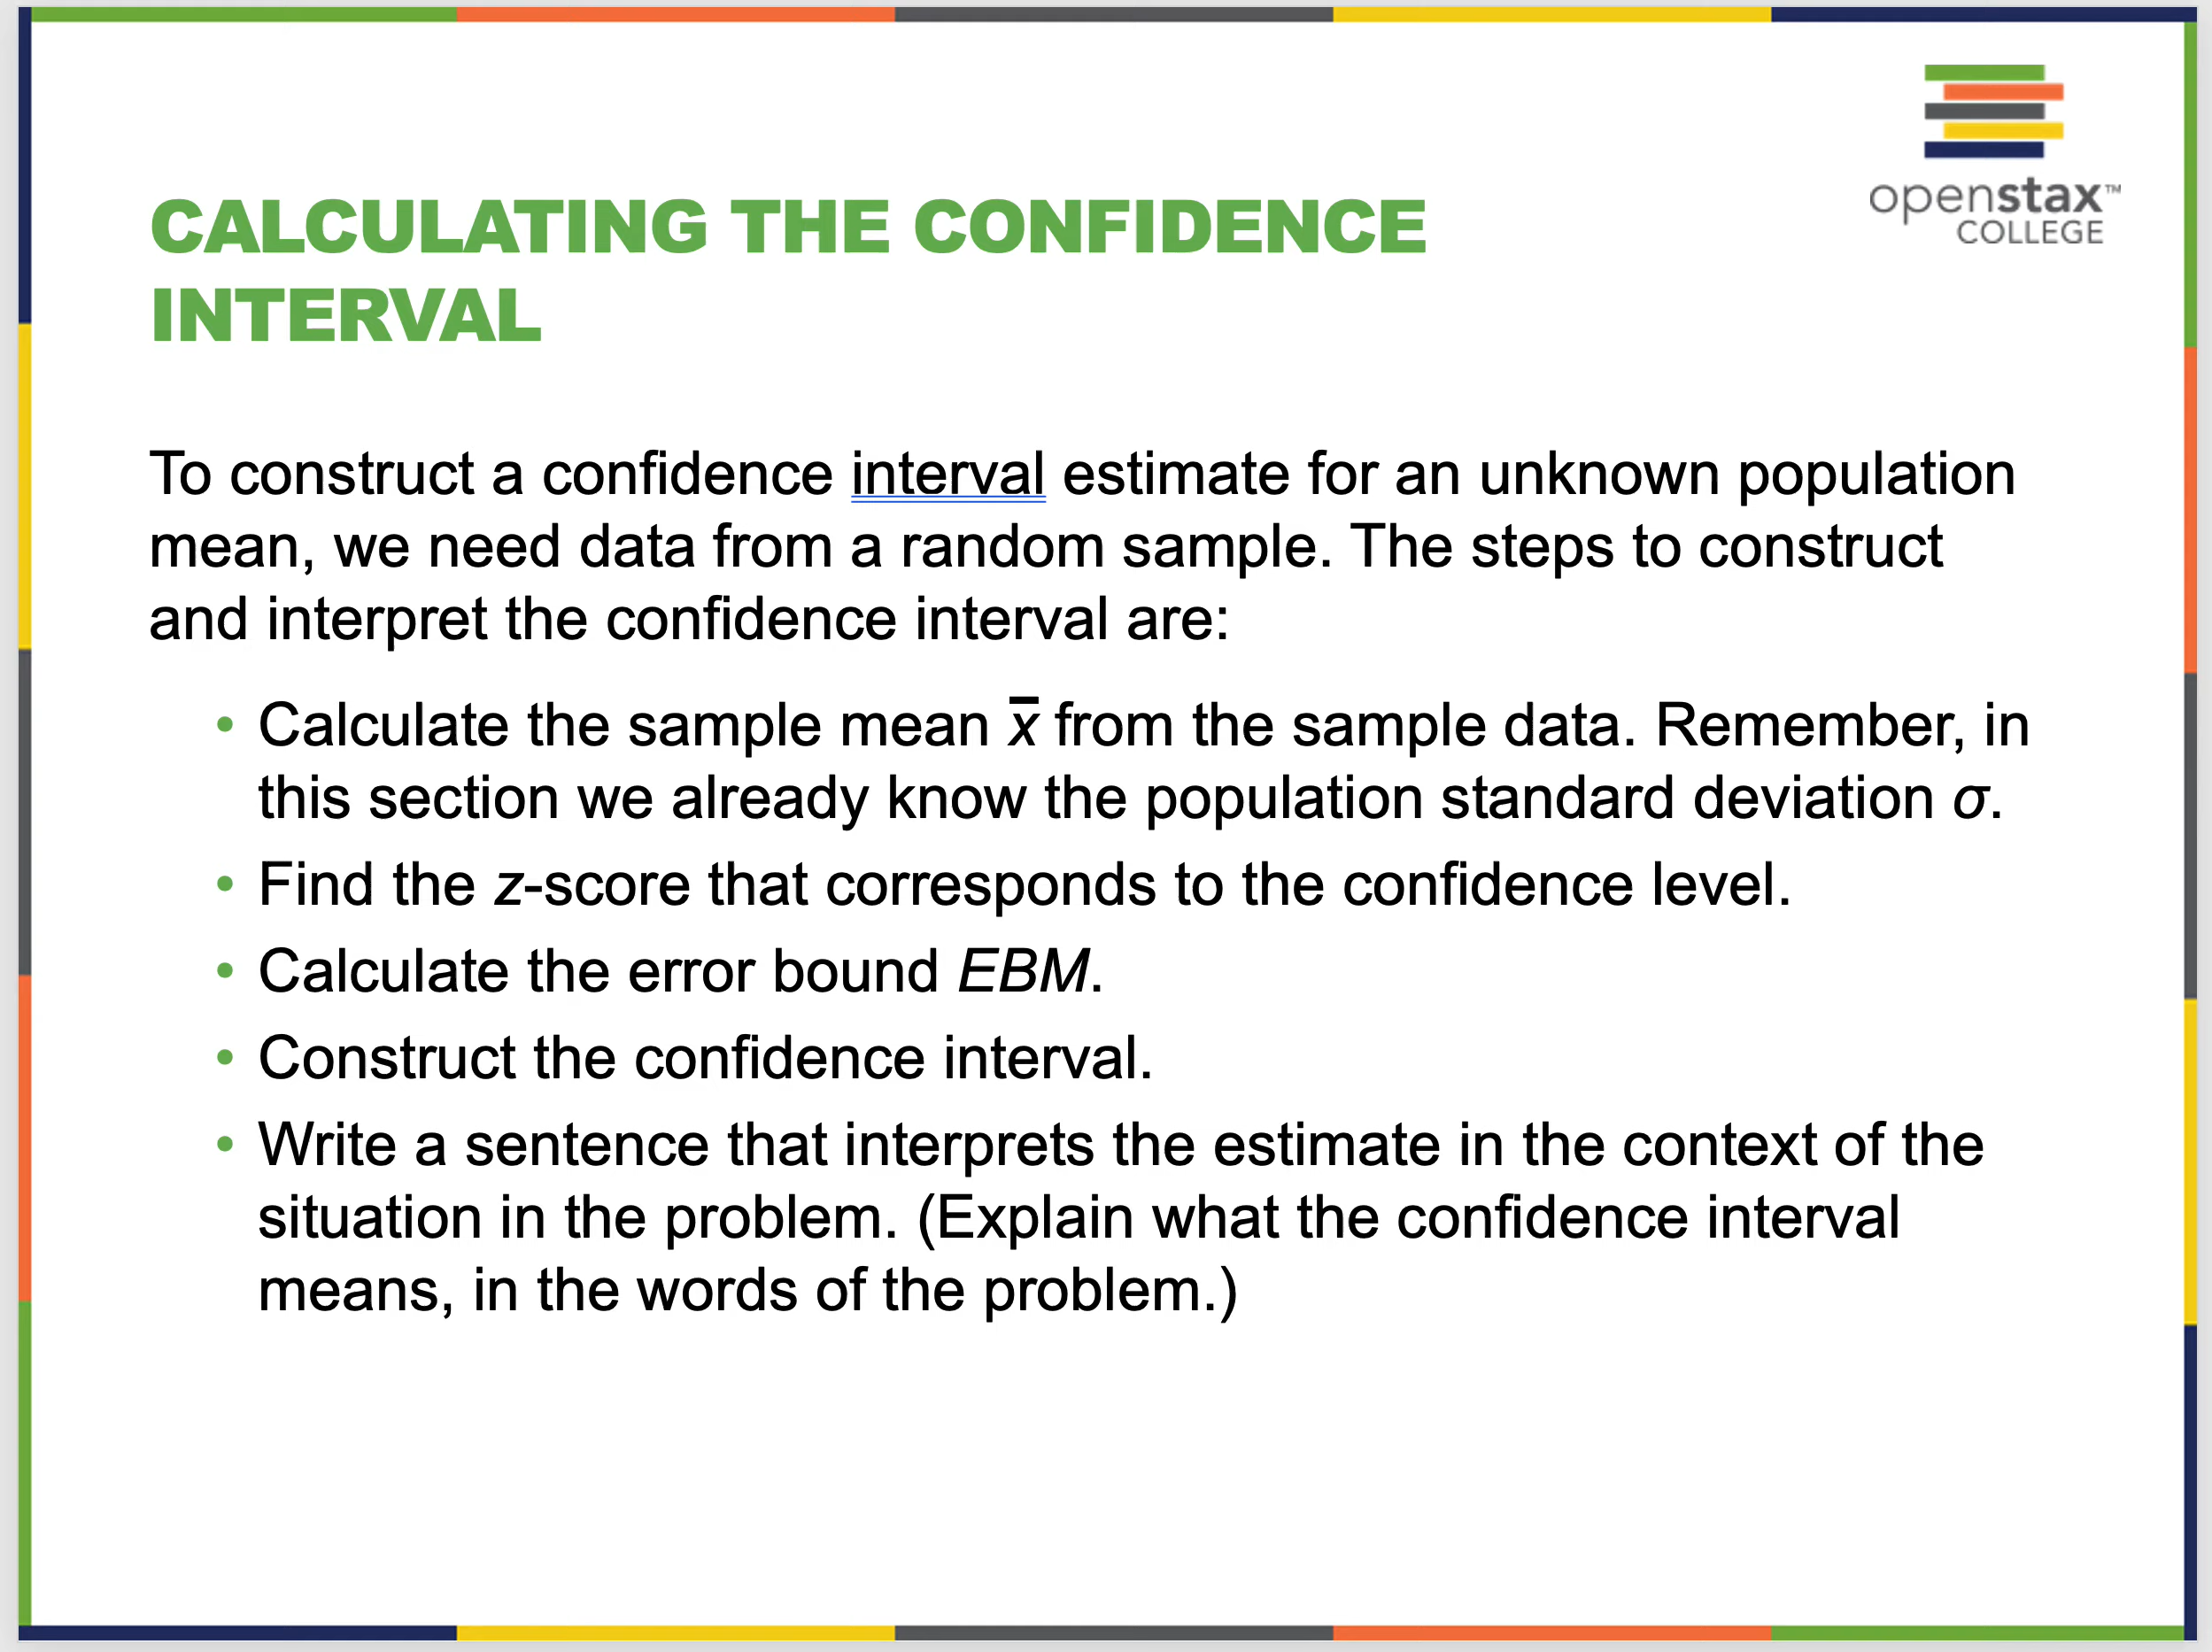 openstax™
COLLEGE
CALCULATING THE CONFIDENCE
INTERVAL
To construct a confidence interval estimate for an unknown population
mean, we need data from a random sample. The steps to construct
and interpret the confidence interval are:
• Calculate the sample mean x̅ from the sample data. Remember, in
this section we already know the population standard deviation σ.
• Find the z-score that corresponds to the confidence level.
• Calculate the error bound EBM.
• Construct the confidence interval.
• Write a sentence that interprets the estimate in the context of the
situation in the problem. (Explain what the confidence interval
means, in the words of the problem.)